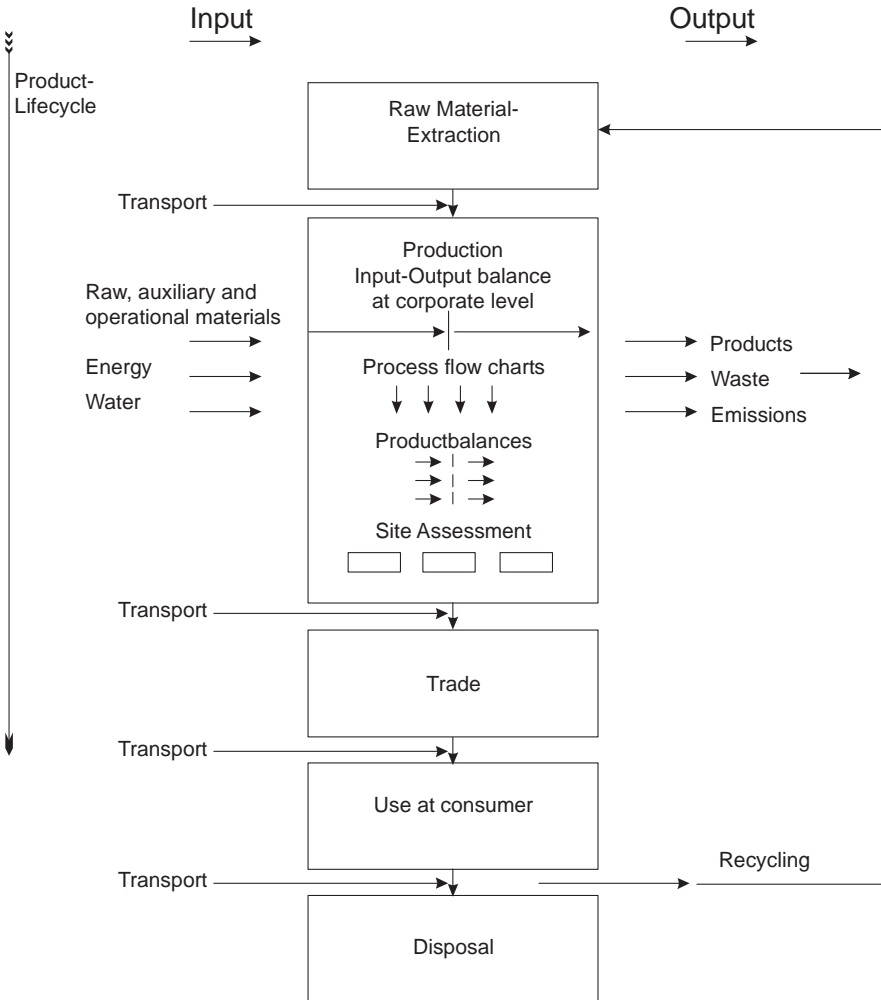 Input
Output
Product-
Lifecycle
Raw Material-
Extraction
Transport
Production
Input-Output balance
at corporate level
Raw, auxiliary and
operational materials
Products
Energy
Process flow charts
Waste
Water
Emissions
Productbalances
Site Assessment
Transport
Trade
Transport
Use at consumer
Recycling
Transport
Disposal